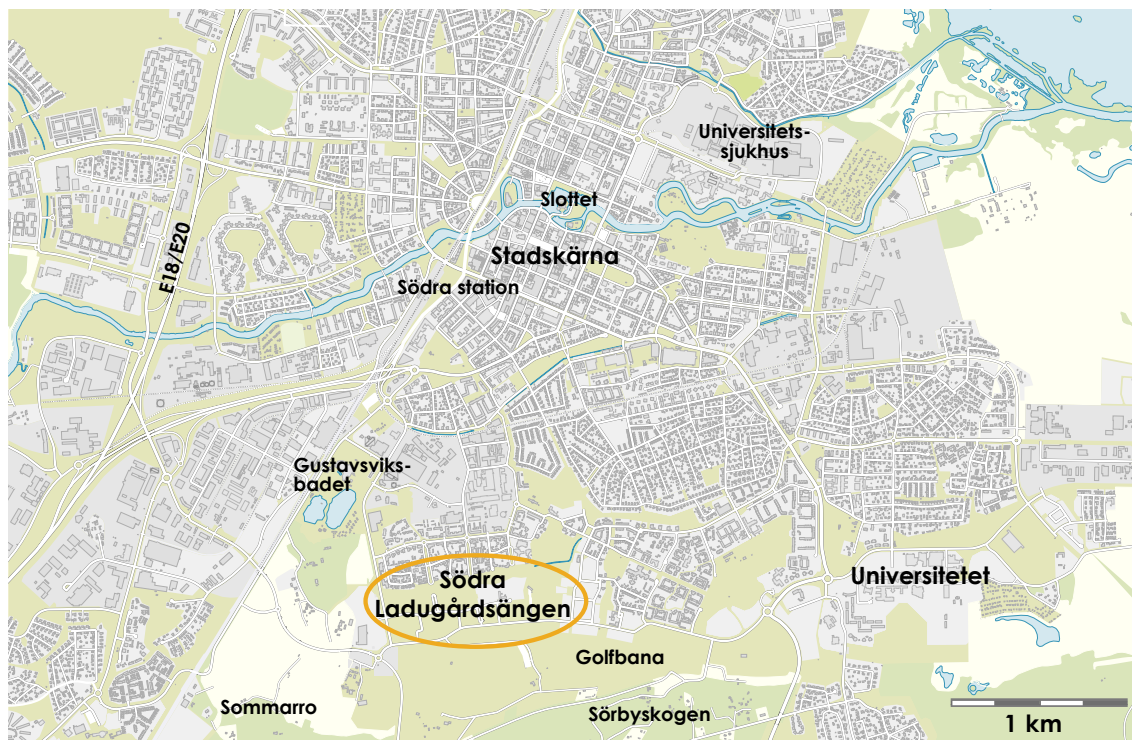 Universitets-
sjukhus
Slottet
E18/E20
Stadskärna
Södra station
Gustavsviks-
badet
Södra
Ladugårdsängen
Universitetet
Golfbana
Sommarro
Sörbyskogen
1 km